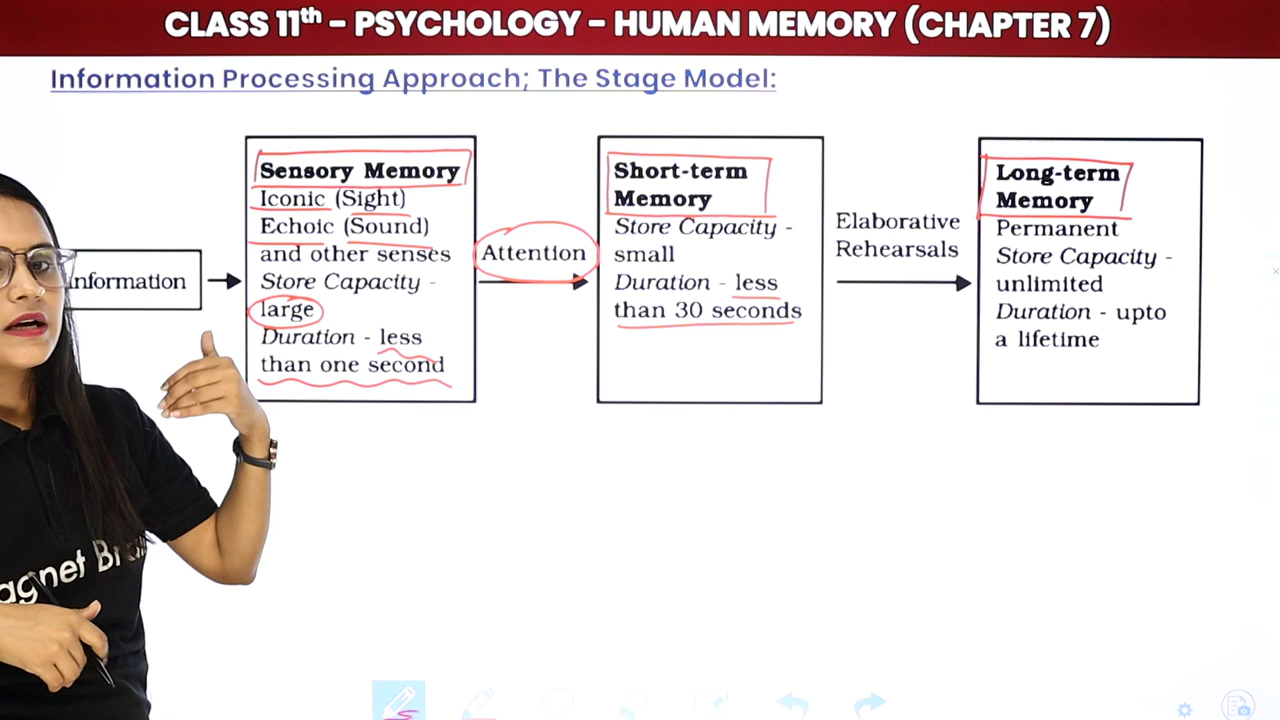 CLASS 11th - PSYCHOLOGY - HUMAN MEMORY (CHAPTER 7)
Information Processing Approach; The Stage Model:
Information
Sensory Memory
Iconic (Sight)
Echoic (Sound)
and other senses
Store Capacity -
large
Duration - less
than one second
Attention
Short-term
Memory
Store Capacity -
small
Duration - less
than 30 seconds
Elaborative
Rehearsals
Long-term
Memory
Permanent
Store Capacity -
unlimited
Duration - upto
a lifetime